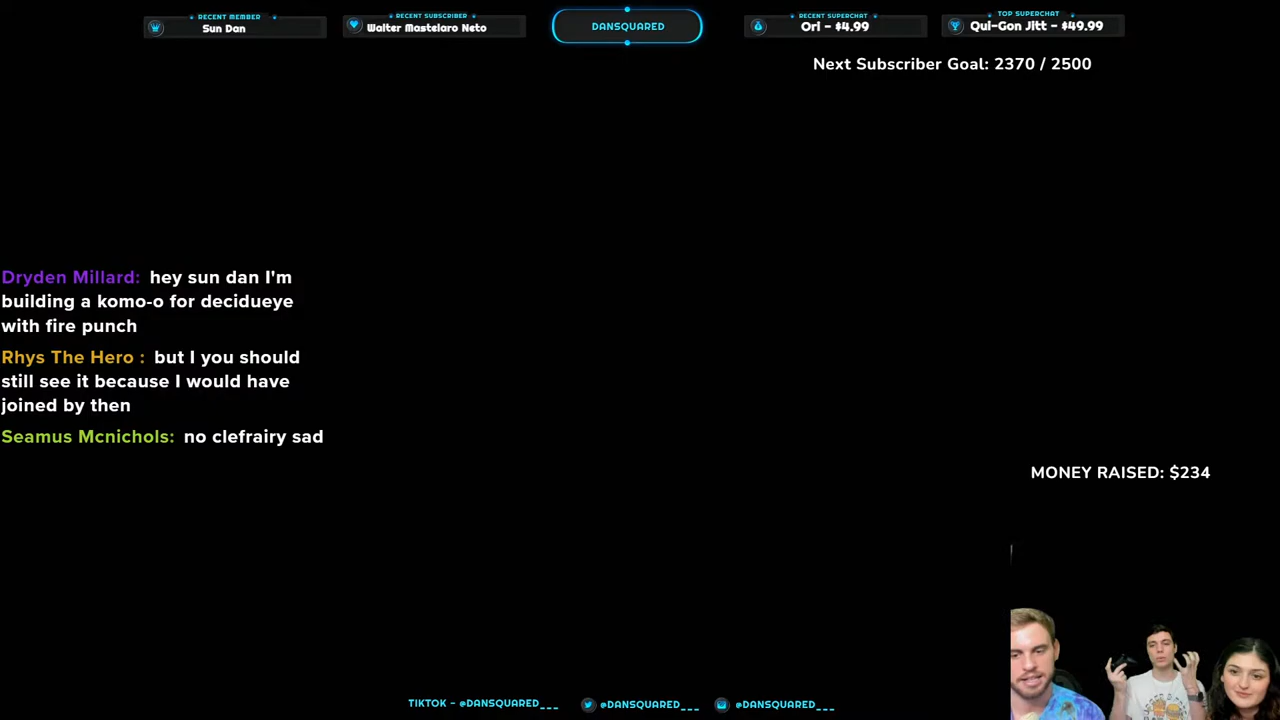 RECENT MEMBER
Sun Dan
RECENT SUBSCRIBER
Walter Mastelaro Neto
DANSQUARED
RECENT SUPERCHAT
Ori - $4.99
TOP SUPERCHAT
Qui-Gon Jitt - $49.99
Next Subscriber Goal: 2370 / 2500
Dryden Millard: hey sun dan I'm
building a komo-o for decidueye
with fire punch
Rhys The Hero : but I you should
still see it because I would have
joined by then
Seamus Mcnichols: no clefrairy sad
MONEY RAISED: $234
TIKTOK - @DANSQUARED___ @DANSQUARED___ @DANSQUARED___